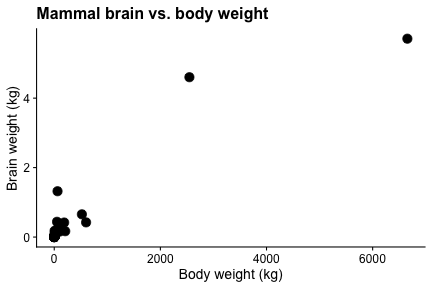 Mammal brain vs. body weight
Brain weight (kg)
4
2
0
0 2000 4000 6000
Body weight (kg)